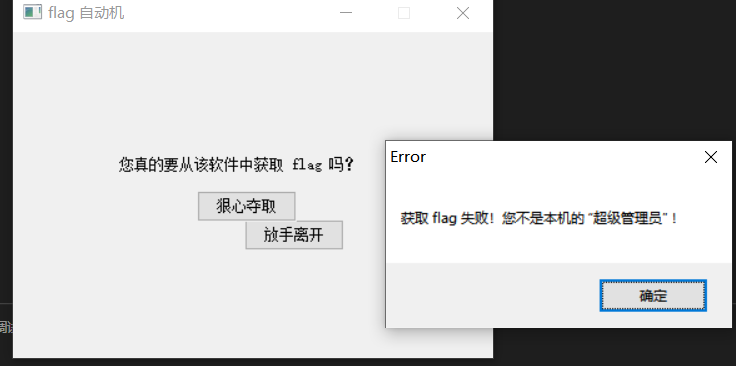 flag 自动机
您真的要从该软件中获取 flag 吗？
狠心夺取
放手离开
Error
获取 flag 失败！您不是本机的 “超级管理员”！
确定